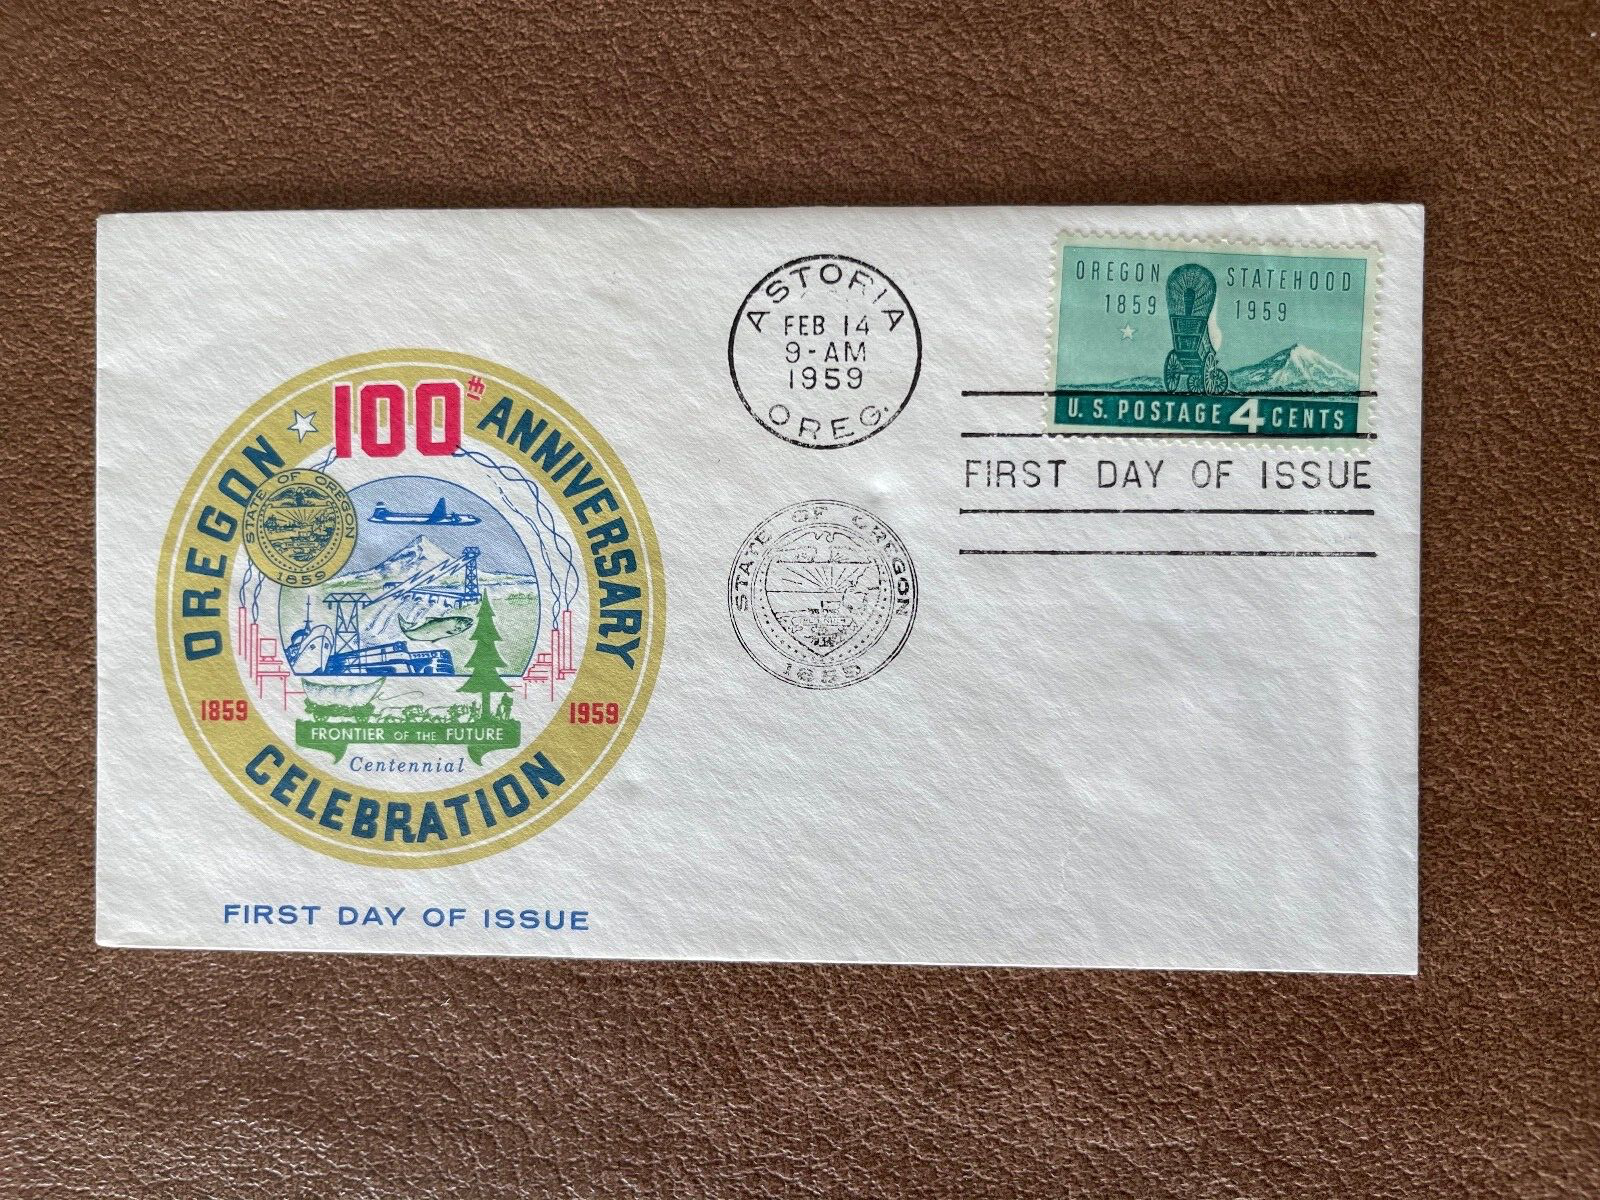 OREGON 100th ANNIVERSARY
STATE OF OREGON
1859
1859 1959
FRONTIER OF THE FUTURE
Centennial
CELEBRATION
FIRST DAY OF ISSUE
ASTORIA
FEB 14
9-AM
1959
OREG.
STATE OF OREGON
1859
OREGON STATEHOOD
1859 1959
U.S. POSTAGE 4 CENTS
FIRST DAY OF ISSUE